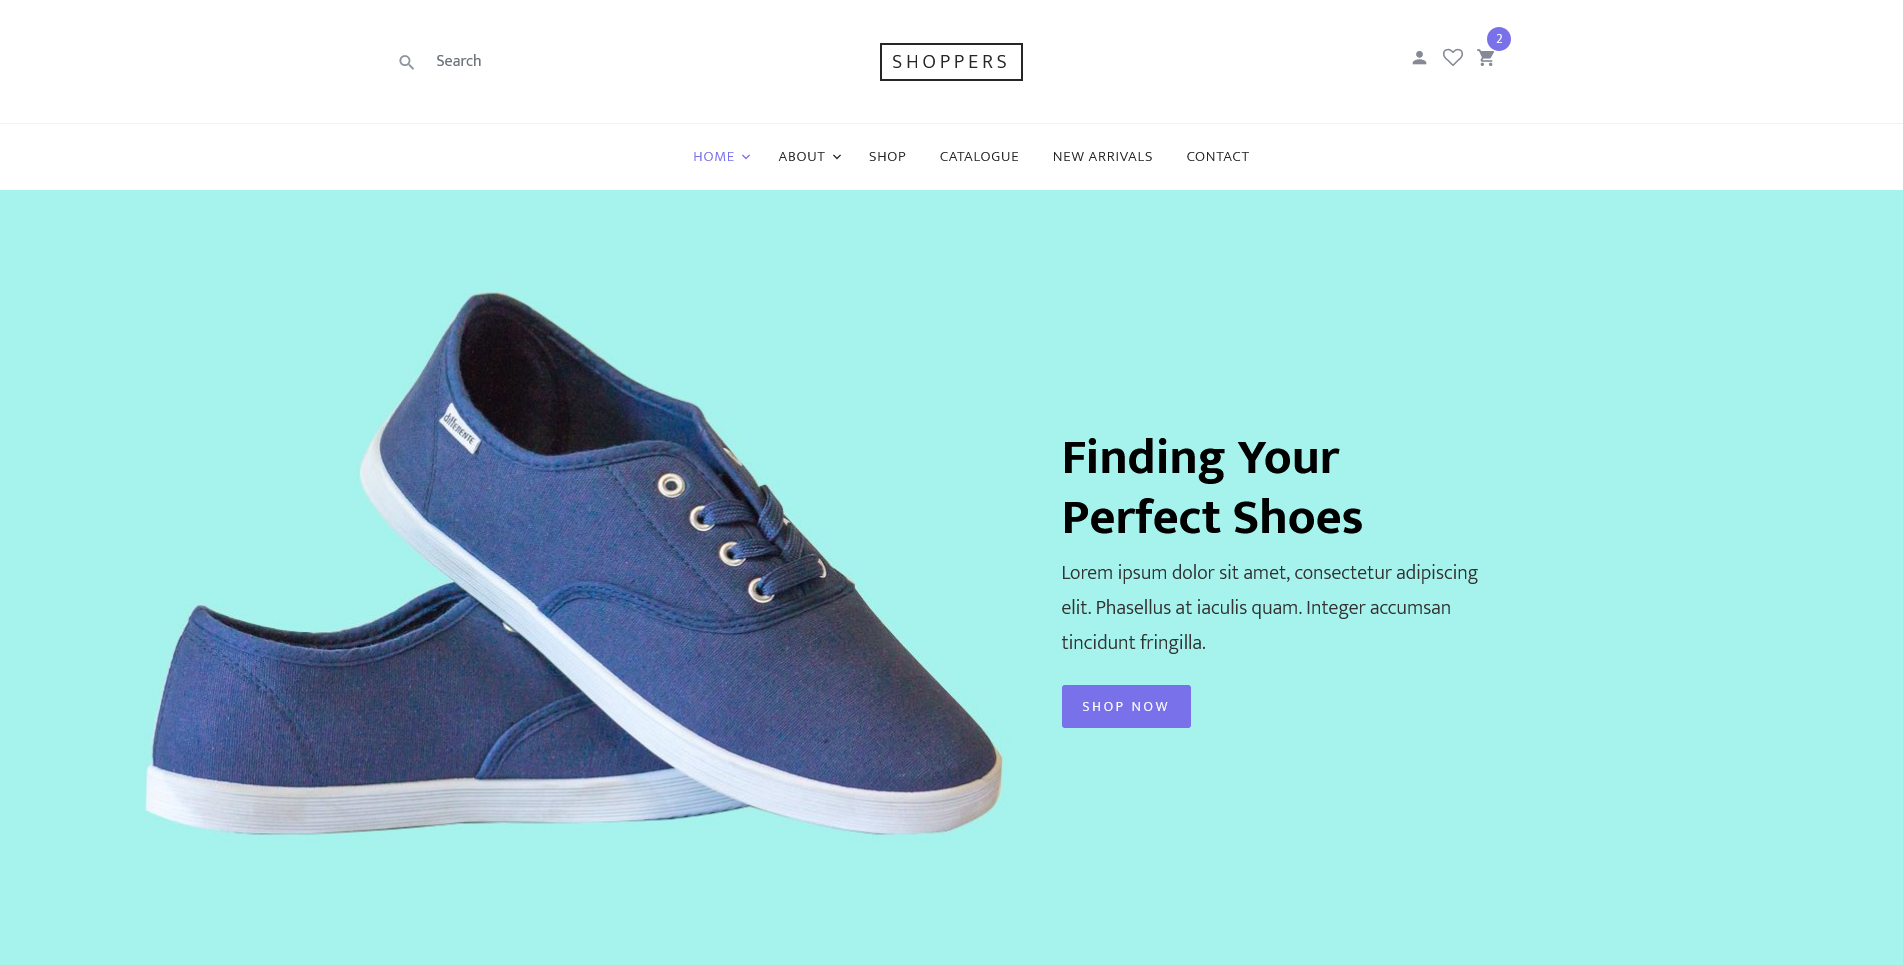 Search
SHOPPERS
2
HOME
ABOUT
SHOP
CATALOGUE
NEW ARRIVALS
CONTACT
differente
Finding Your
Perfect Shoes
Lorem ipsum dolor sit amet, consectetur adipiscing
elit. Phasellus at iaculis quam. Integer accumsan
tincidunt fringilla.
SHOP NOW